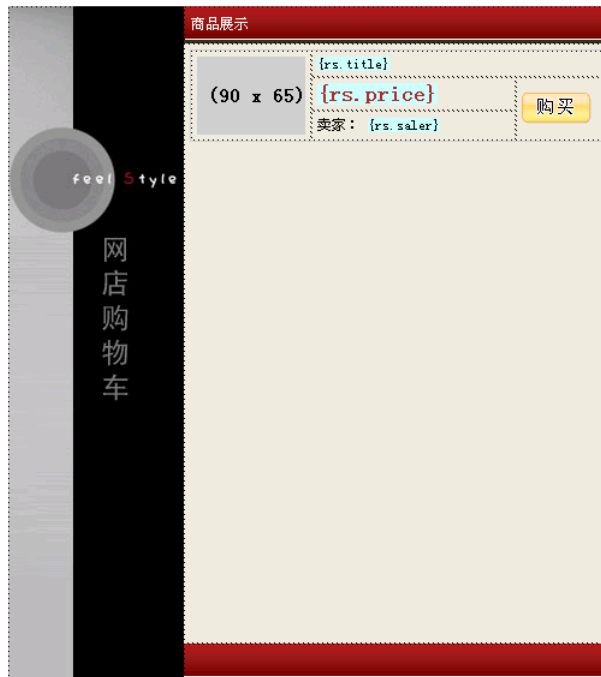 商品展示
{rs.title}
(90 x 65)
{rs.price}
购买
卖家： {rs.saler}
feel Style
网
店
购
物
车